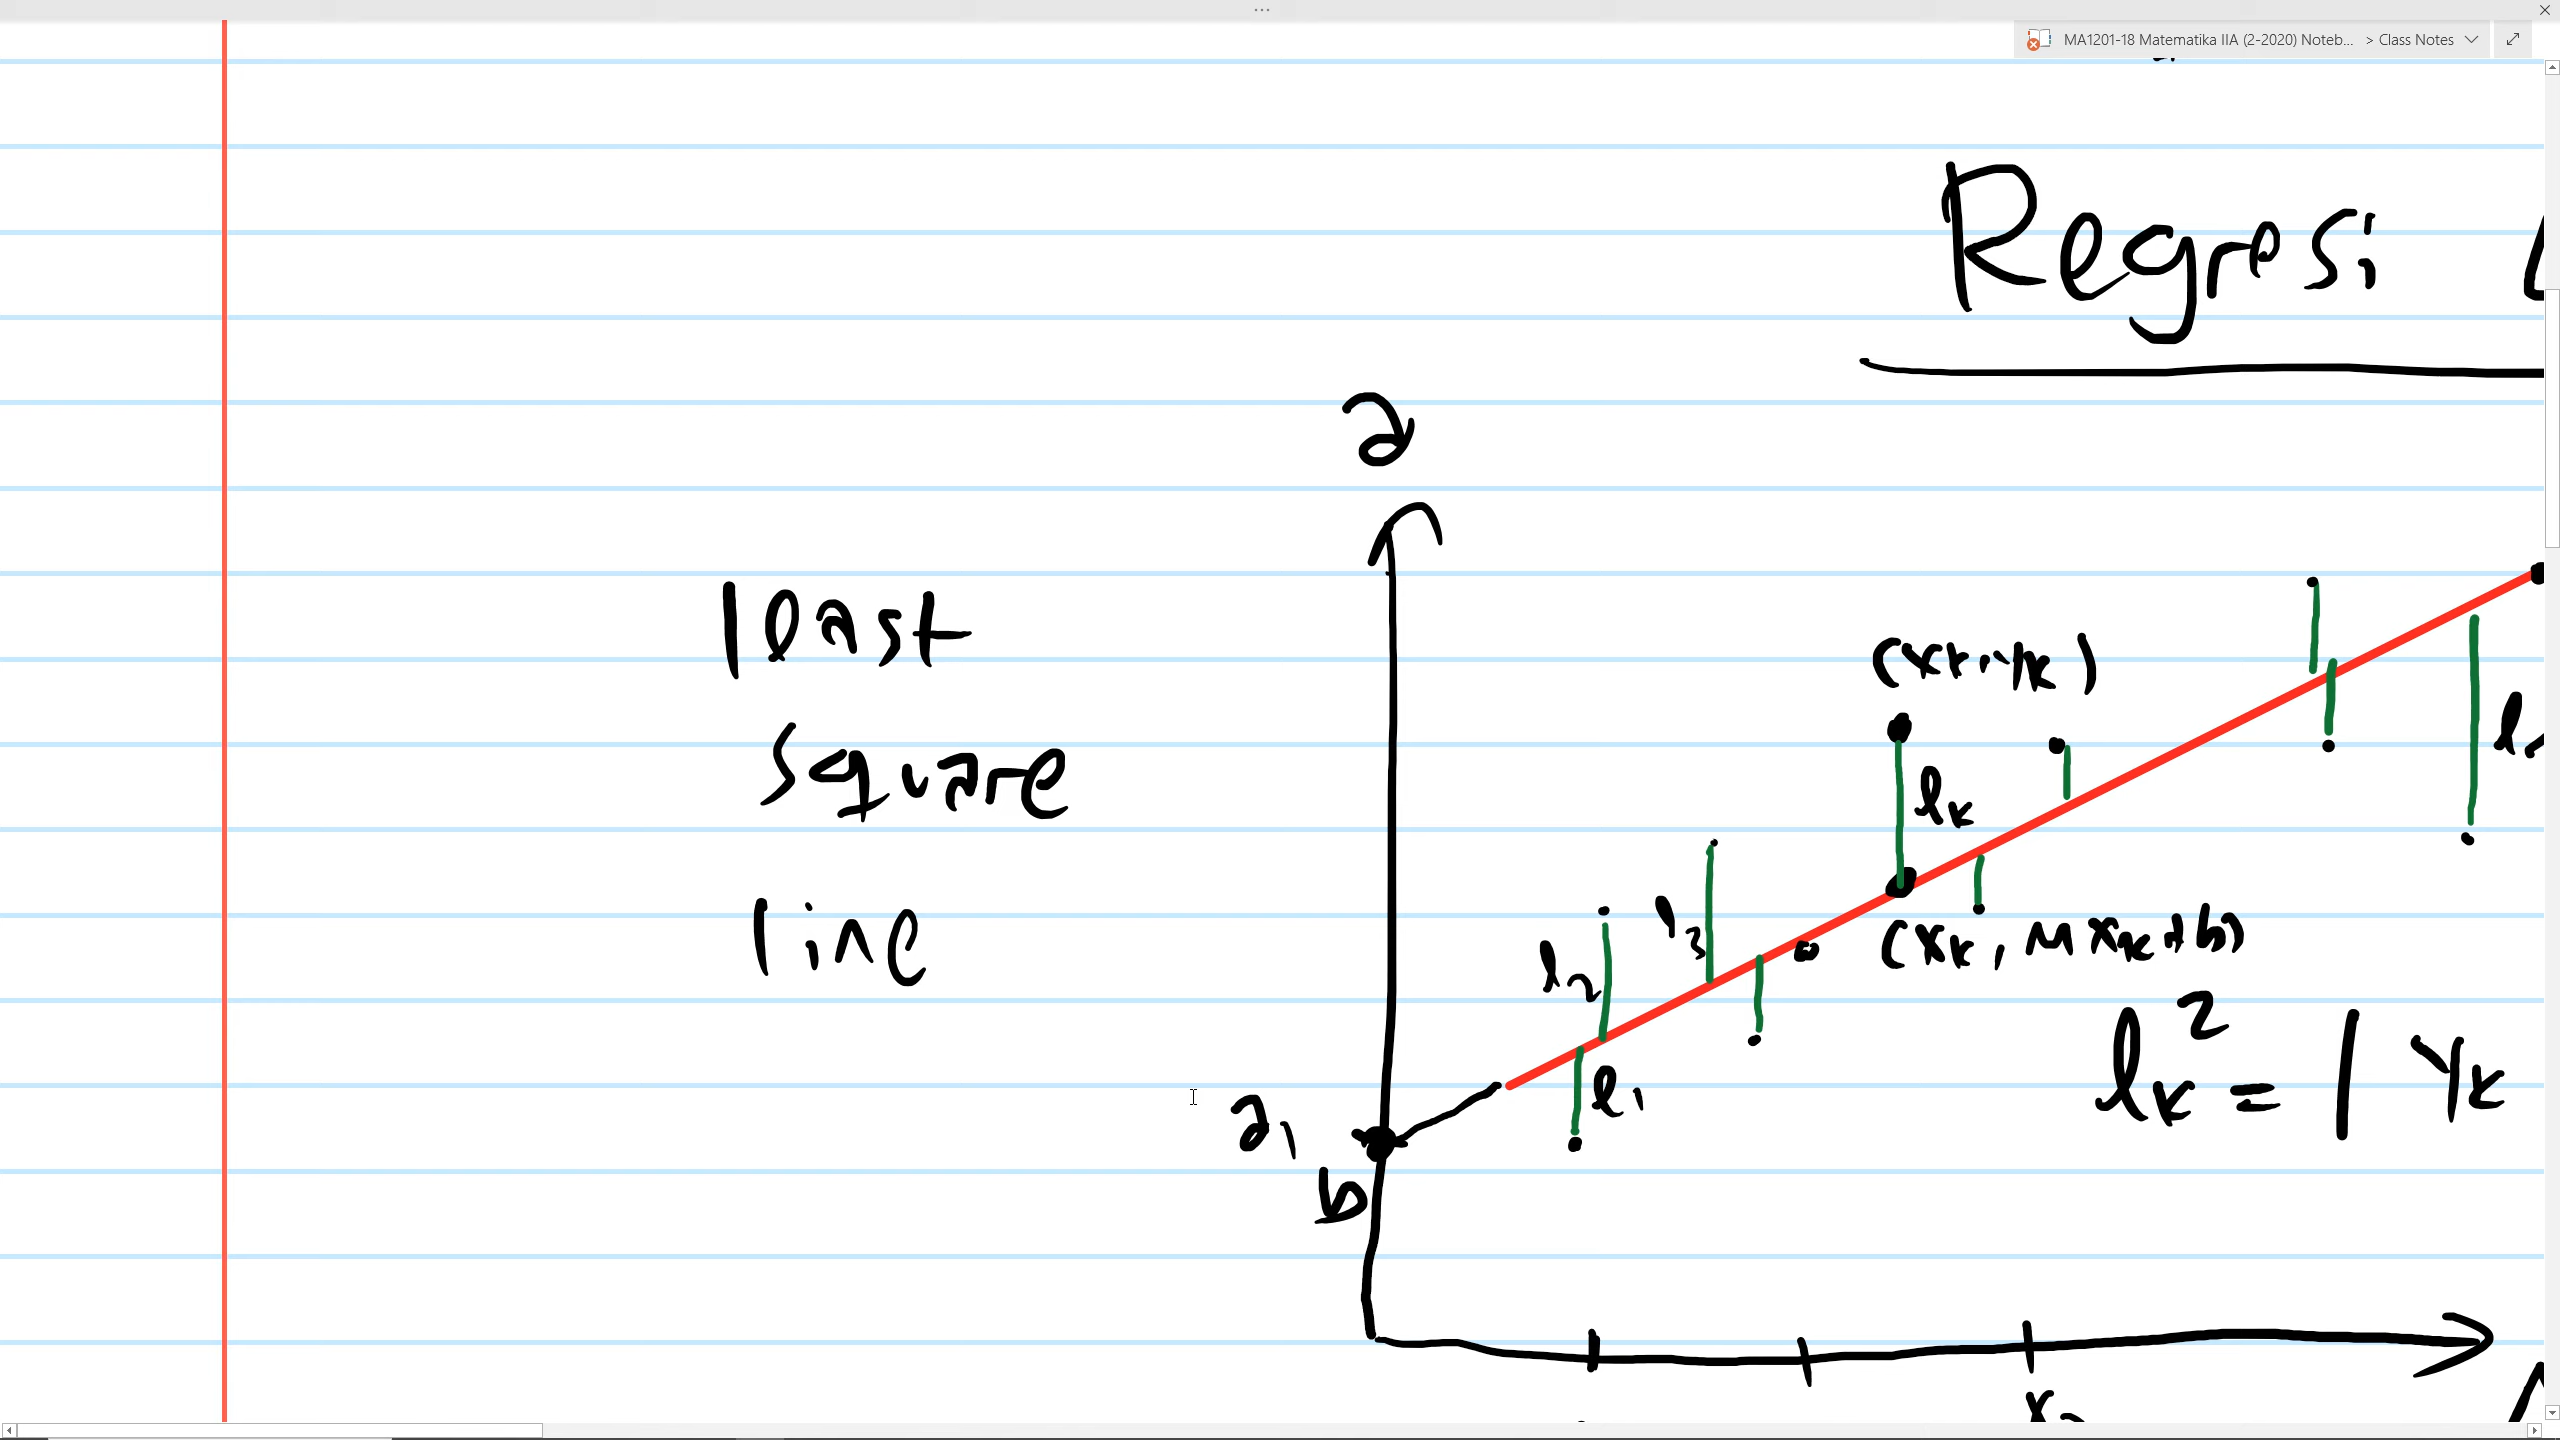 MA1201-18 Matematika IIA (2-2020) Noteb... > Class Notes
Regresi
a
least
square
line
(xk, yk)
lk
l2
l3
(xk, mxk+b)
l1
lk² = | yk
a1
b